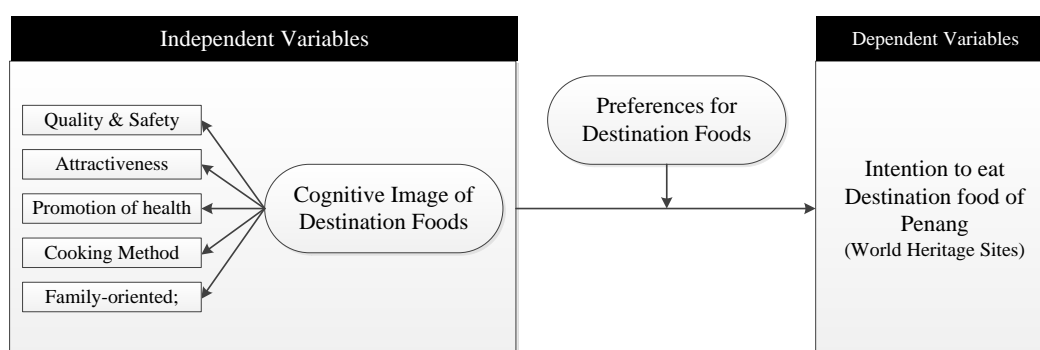 Independent Variables
Quality & Safety
Attractiveness
Promotion of health
Cooking Method
Family-oriented;
Cognitive Image of
Destination Foods
Preferences for
Destination Foods
Dependent Variables
Intention to eat
Destination food of
Penang
(World Heritage Sites)